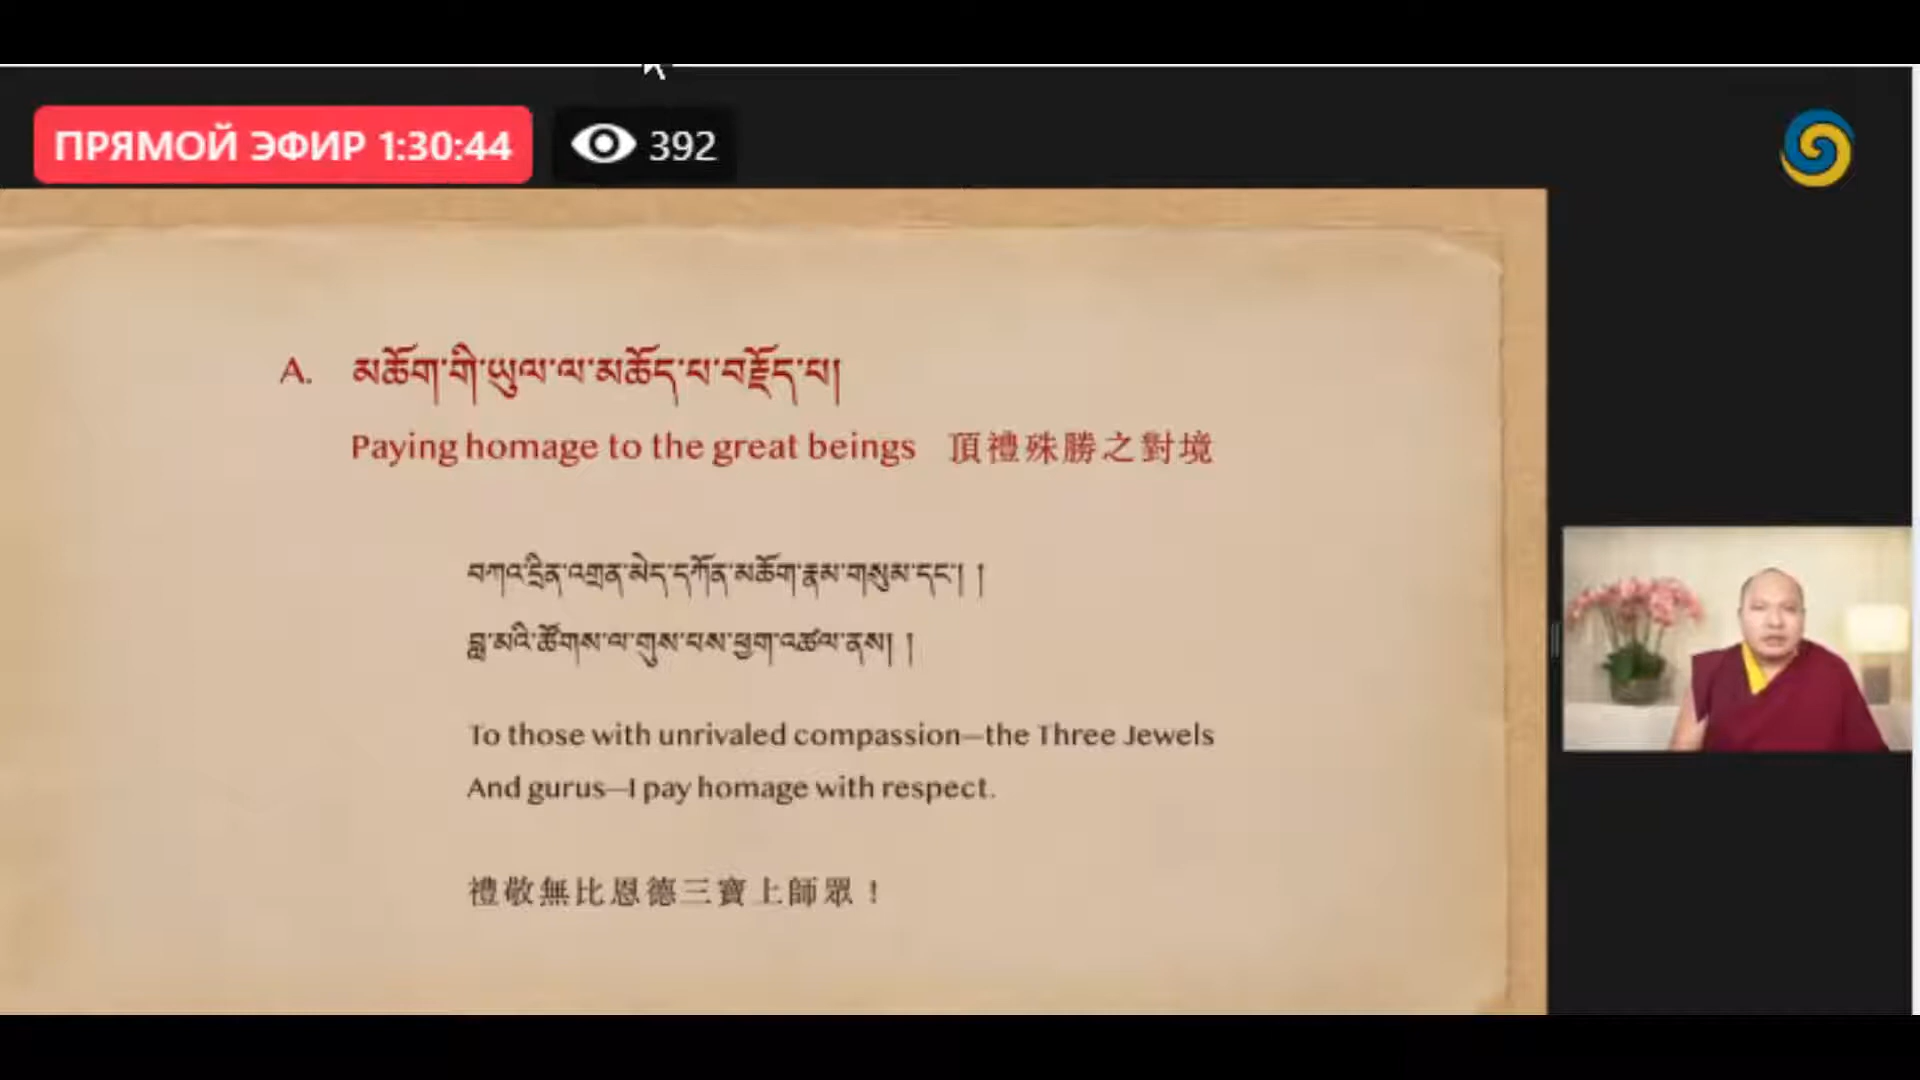 ПРЯМОЙ ЭФИР 1:30:44 392
A. མཆོག་གི་ཡུལ་ལ་མཆོད་པ་བརྗོད་པ།
Paying homage to the great beings 頂禮殊勝之對境
བཀའ་དྲིན་འགྲན་མེད་དཀོན་མཆོག་རྣམ་གསུམ་དང་། །
བླ་མའི་ཚོགས་ལ་གུས་པས་ཕྱག་འཚལ་ནས། །
To those with unrivaled compassion—the Three Jewels
And gurus—I pay homage with respect.
禮敬無比恩德三寶上師眾！